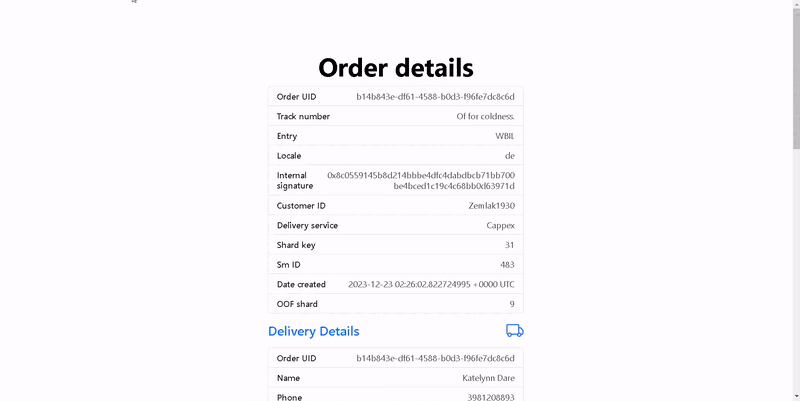 Order details
Order UID b14b843e-df61-4588-b0d3-f96fe7dc8c6d
Track number Of for coldness.
Entry WBIL
Locale de
Internal signature 0x8c0559145b8d214bbbe4dfc4dabdbcb71bb700
be4bced1c19c4c68bb0d63971d
Customer ID Zemlak1930
Delivery service Cappex
Shard key 31
Sm ID 483
Date created 2023-12-23 02:26:02.822724995 +0000 UTC
OOF shard 9
Delivery Details
Order UID b14b843e-df61-4588-b0d3-f96fe7dc8c6d
Name Katelynn Dare
Phone 3981208893